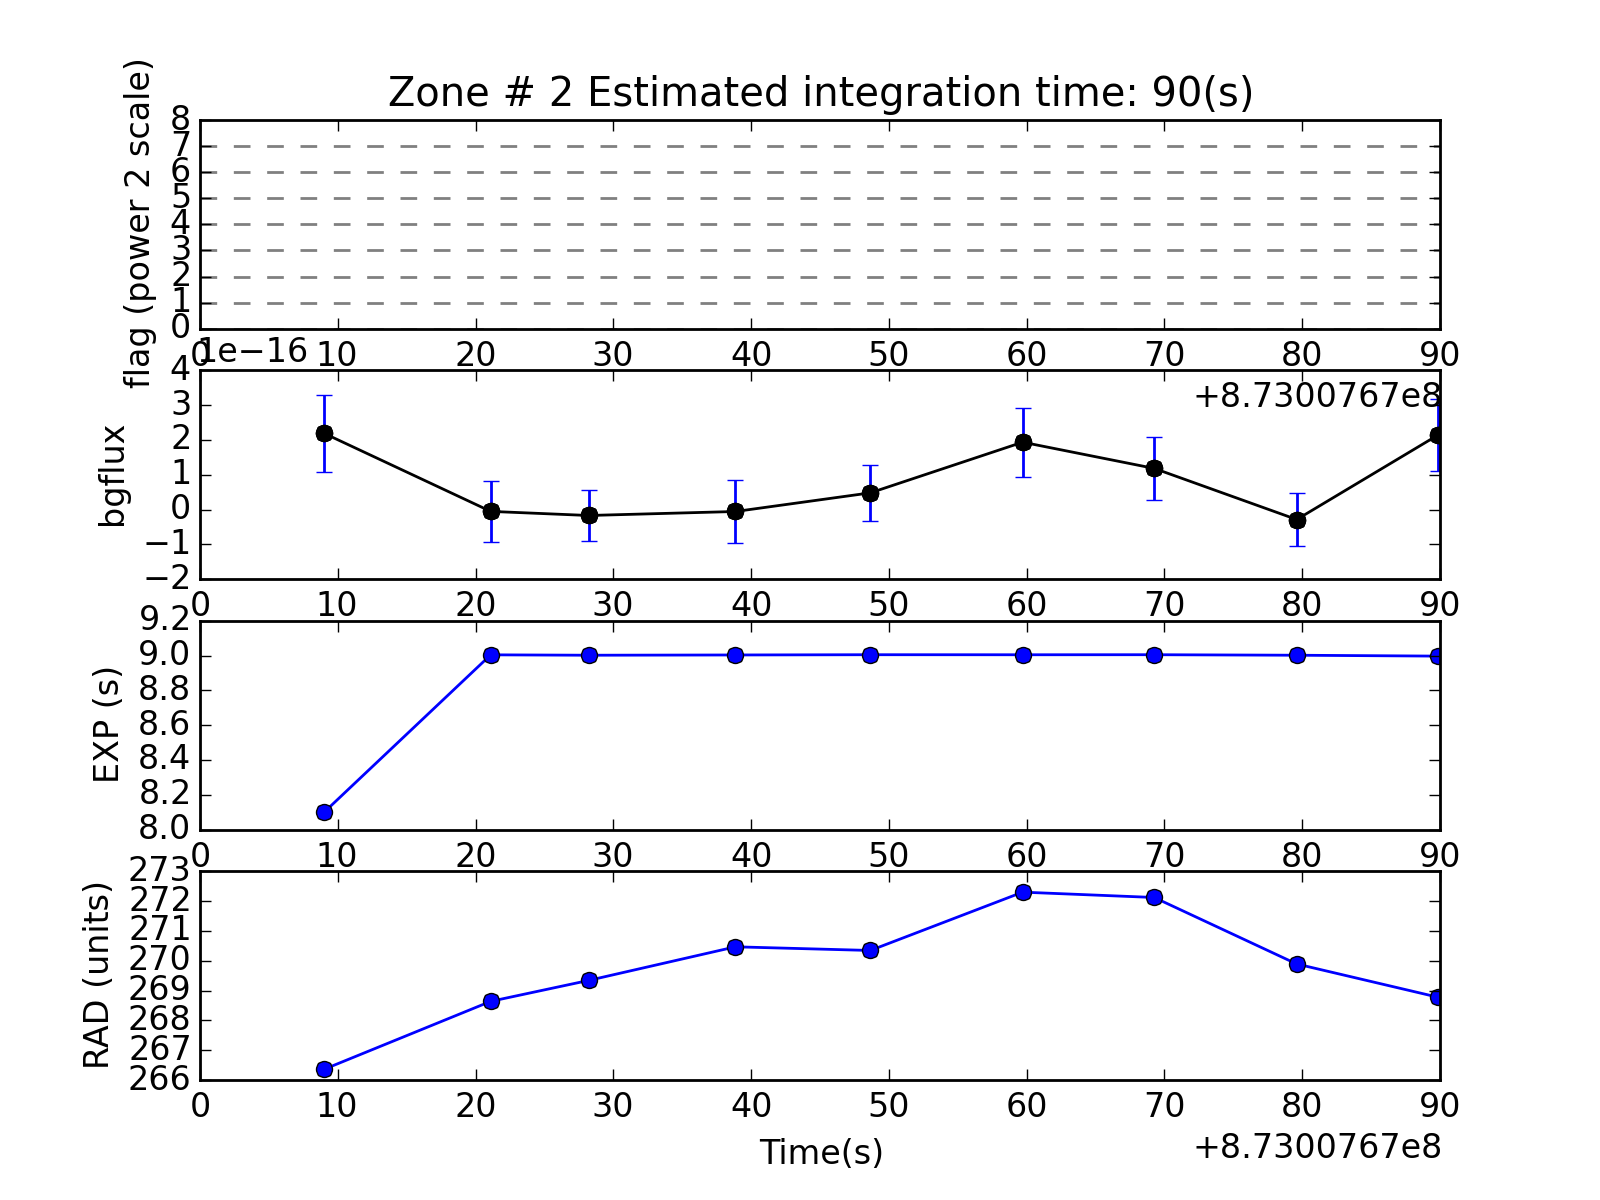 Zone # 2 Estimated integration time: 90(s)
flag (power 2 scale)
8
7
6
5
4
3
2
1
0
0 10 20 30 40 50 60 70 80 90
1e−16
+8.7300767e8
bgflux
4
3
2
1
0
−1
−2
0 10 20 30 40 50 60 70 80 90
EXP (s)
9.2
9.0
8.8
8.6
8.4
8.2
8.0
0 10 20 30 40 50 60 70 80 90
RAD (units)
273
272
271
270
269
268
267
266
0 10 20 30 40 50 60 70 80 90
Time(s)
+8.7300767e8